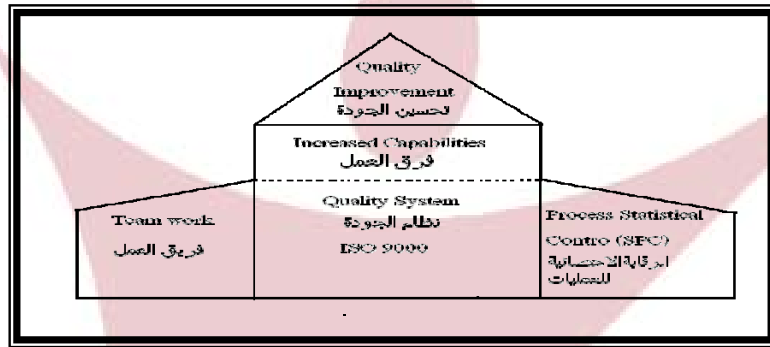 Quality
Improvement
تحسين الجودة
Increased Capabilities
فرق العمل
Team work
فريق العمل
Quality System
نظام الجودة
ISO 9000
Process Statistical
Contro (SPC)
الرقابة الاحصائية
للعمليات